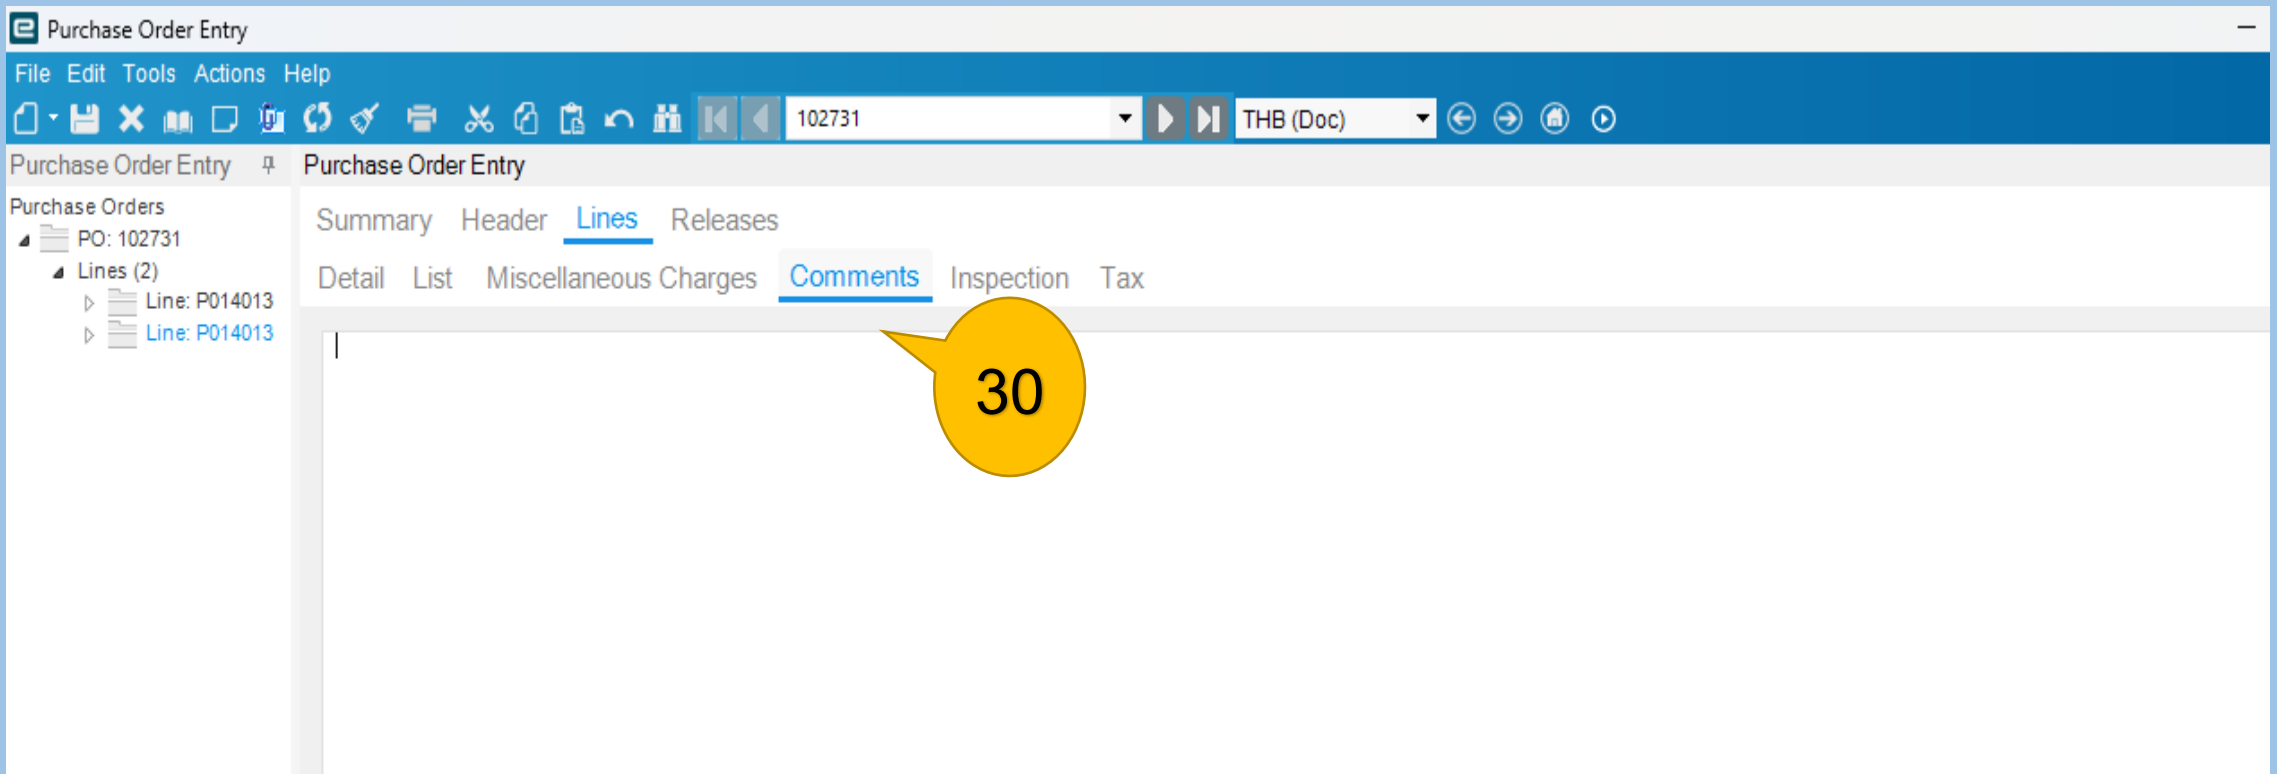 Purchase Order Entry
File Edit Tools Actions Help
102731
THB (Doc)
Purchase Order Entry
Purchase Orders
PO: 102731
Lines (2)
Line: P014013
Line: P014013
Purchase Order Entry
Summary Header Lines Releases
Detail List Miscellaneous Charges Comments Inspection Tax
30